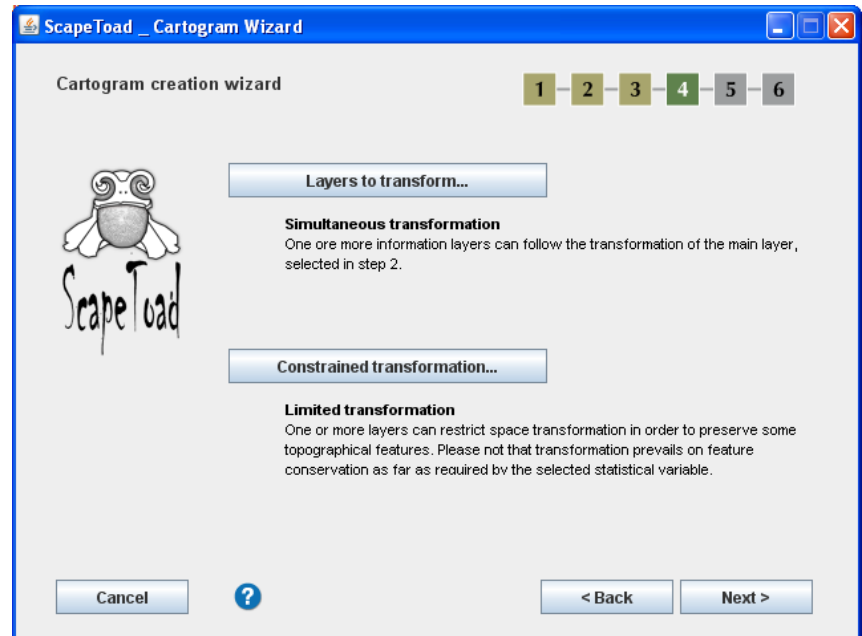 ScapeToad _ Cartogram Wizard
Cartogram creation wizard
1 2 3 4 5 6
Layers to transform...
Simultaneous transformation
One ore more information layers can follow the transformation of the main layer,
selected in step 2.
ScapeToad
Constrained transformation...
Limited transformation
One or more layers can restrict space transformation in order to preserve some
topographical features. Please not that transformation prevails on feature
conservation as far as required by the selected statistical variable.
Cancel
?
< Back
Next >